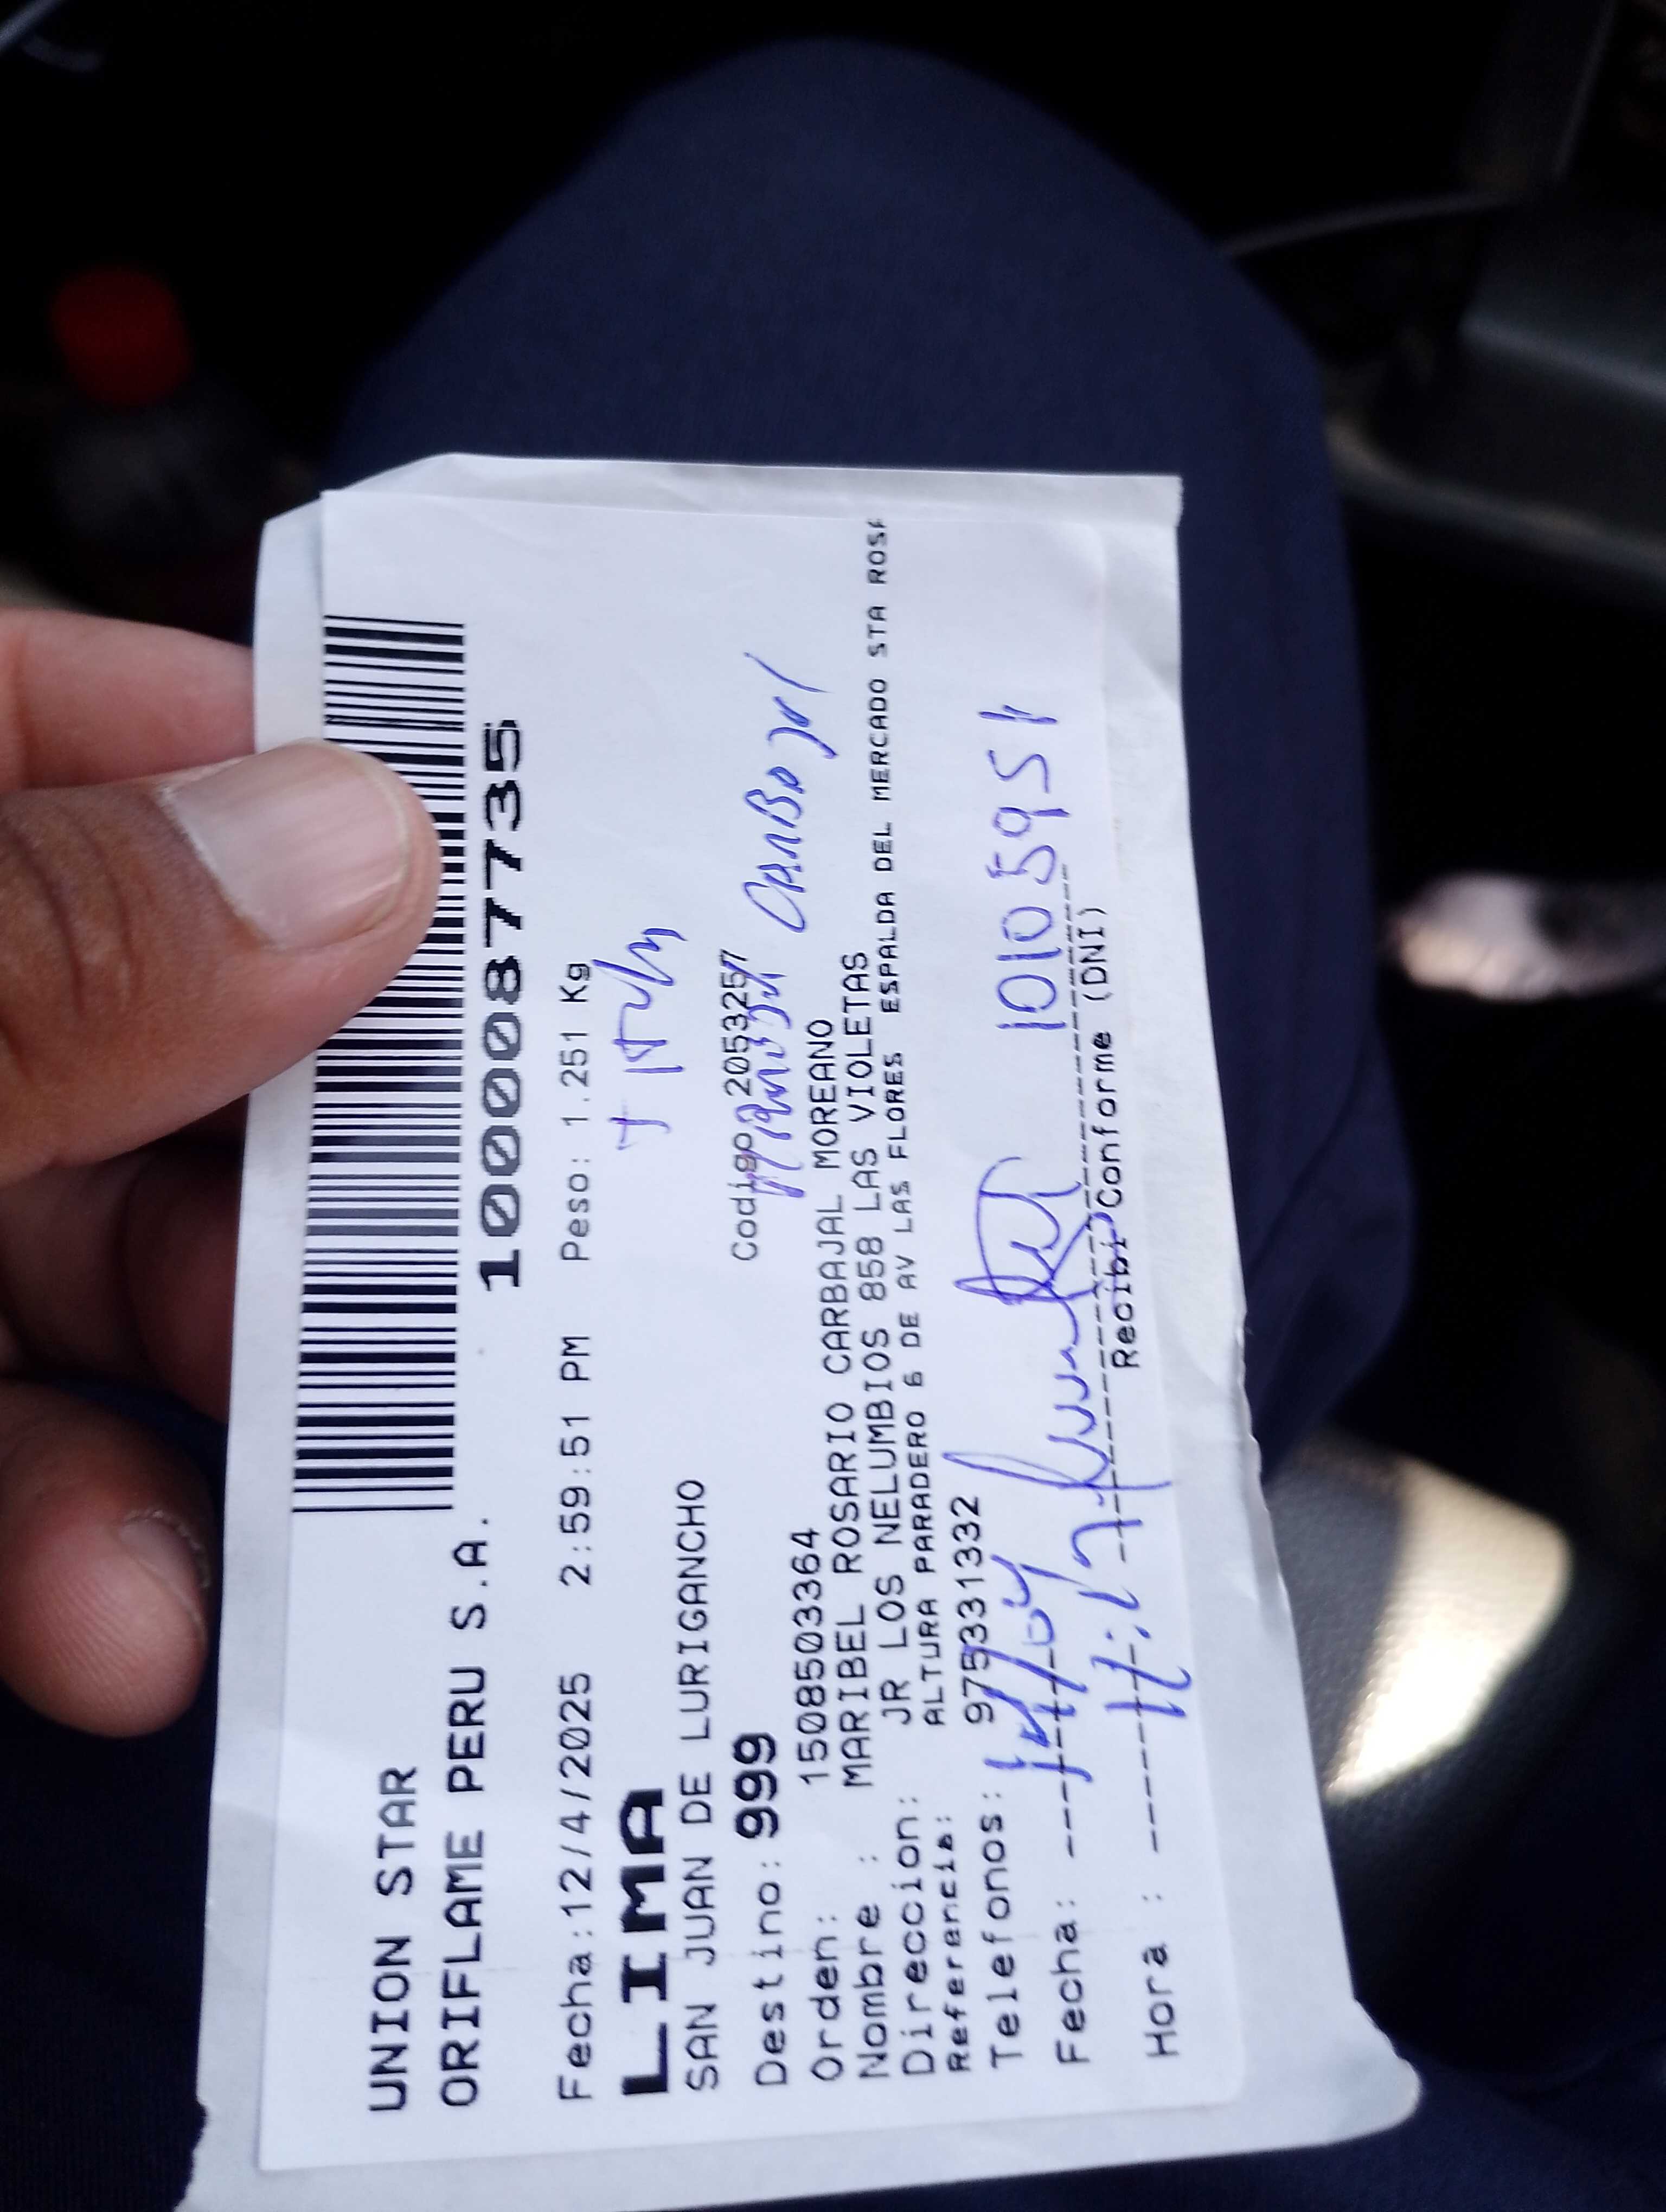 UNION STAR
ORIFLAME PERU S.A.
1000087735
Fecha:12/4/2025 2:59:51 PM Peso: 1.251 Kg
LIMA
SAN JUAN DE LURIGANCHO
Destino: 999 Codigo 2053257
Orden: 1508503364
Nombre : MARIBEL ROSARIO CARBAJAL MOREANO
Direccion: JR LOS NELUMBIOS 858 LAS VIOLETAS
Referencia: ALTURA PARADERO 6 DE AV LAS FLORES ESPALDA DEL MERCADO STA ROSA
Telefonos: 975331332
Fecha: 14/04 10105951
Hora :
Recibi Conforme (DNI)